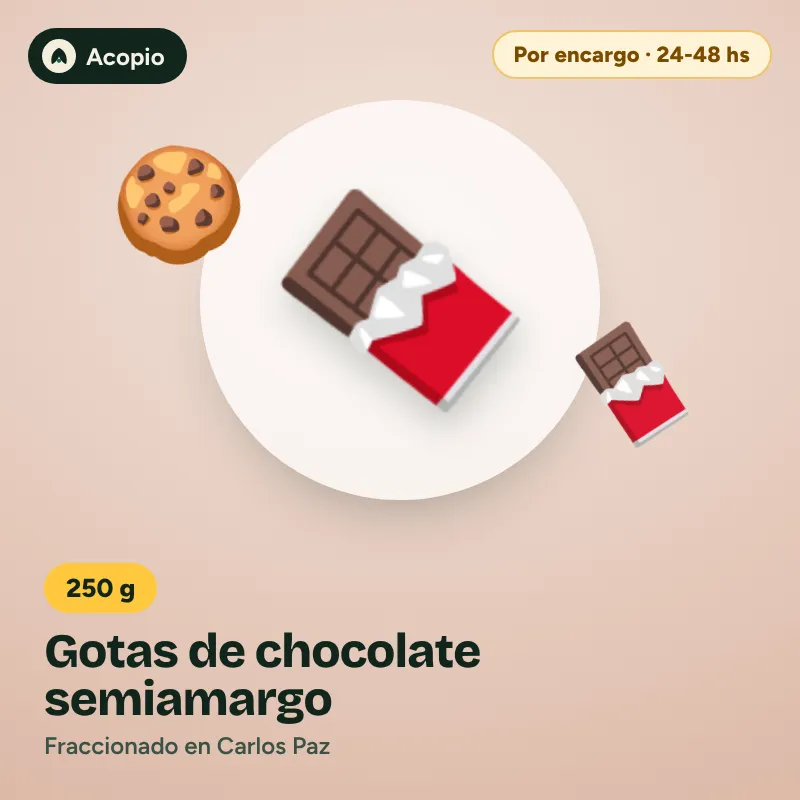 Acopio
Por encargo · 24-48 hs
250 g
Gotas de chocolate
semiamargo
Fraccionado en Carlos Paz